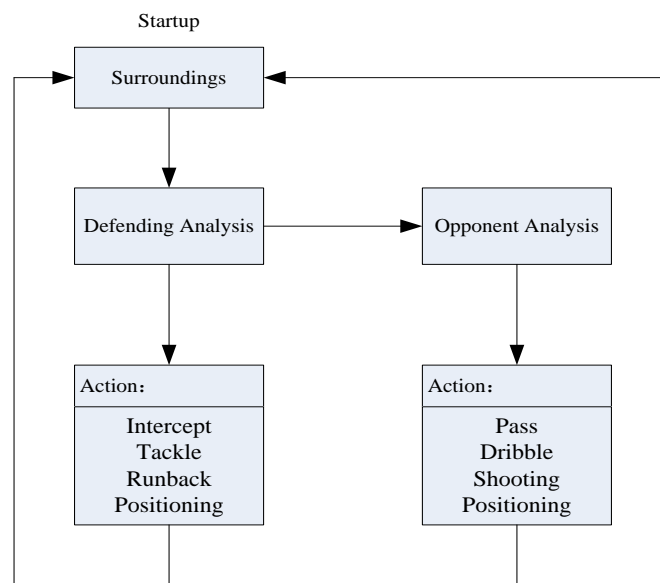 Startup
Surroundings
Defending Analysis
Opponent Analysis
Action：
Intercept
Tackle
Runback
Positioning
Action：
Pass
Dribble
Shooting
Positioning